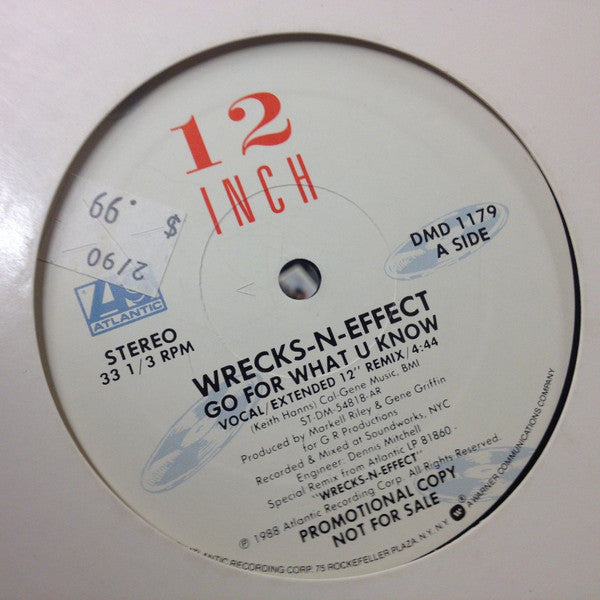 12
INCH
$ .99
2/90
ATLANTIC
STEREO
33 1/3 RPM
DMD 1179
A SIDE
WRECKS-N-EFFECT
GO FOR WHAT U KNOW
VOCAL/EXTENDED 12" REMIX/4:44
(Keith Hanns) Cal-Gene Music, BMI
ST-DM-54818-AR
Produced by Markell Riley & Gene Griffin
for G R Productions
Recorded & Mixed at Soundworks, NYC
Engineer: Dennis Mitchell
Special Remix from Atlantic LP 81860 -
"WRECKS-N-EFFECT"
℗ 1988 Atlantic Recording Corp. All Rights Reserved.
PROMOTIONAL COPY
NOT FOR SALE
ATLANTIC RECORDING CORP. 75 ROCKEFELLER PLAZA, N.Y. N.Y. A WARNER COMMUNICATIONS COMPANY